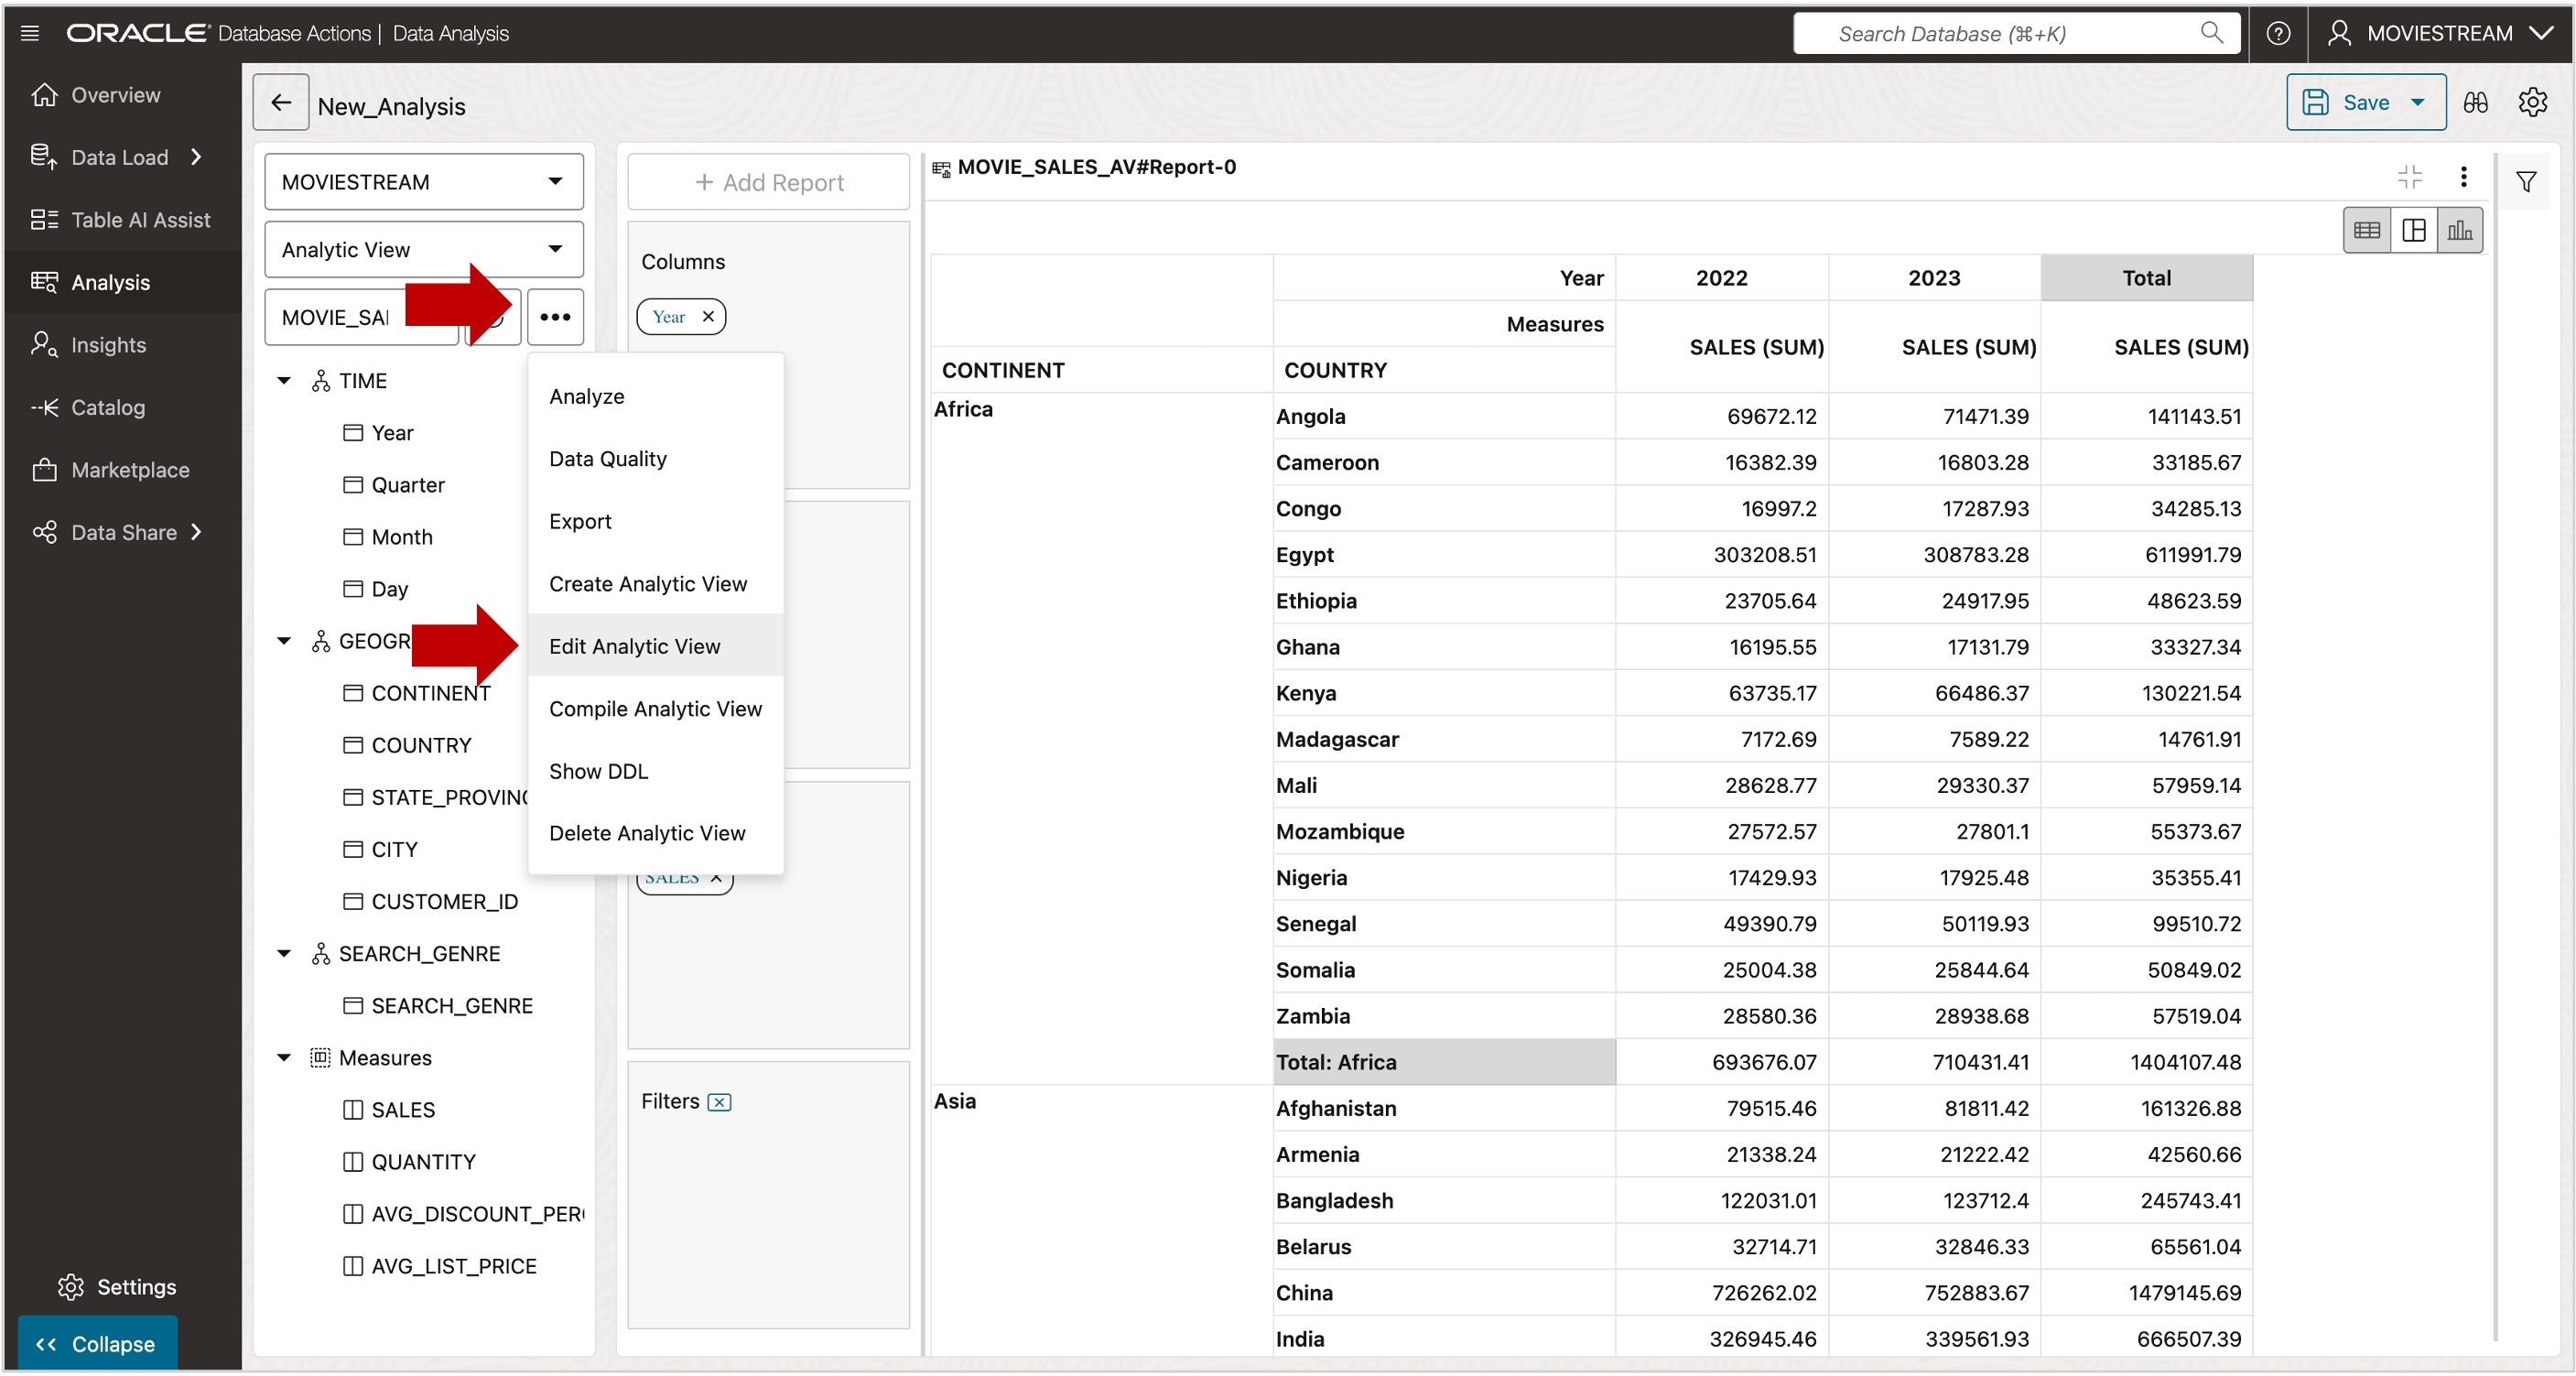 ORACLE Database Actions | Data Analysis
Search Database (⌘+K)
MOVIESTREAM
Overview
Data Load
Table AI Assist
Analysis
Insights
Catalog
Marketplace
Data Share
Settings
Collapse
New_Analysis
Save
MOVIESTREAM
Analytic View
MOVIE_SA
TIME
Year
Quarter
Month
Day
GEOGR
CONTINENT
COUNTRY
STATE_PROVINC
CITY
CUSTOMER_ID
SEARCH_GENRE
SEARCH_GENRE
Measures
SALES
QUANTITY
AVG_DISCOUNT_PER
AVG_LIST_PRICE
Analyze
Data Quality
Export
Create Analytic View
Edit Analytic View
Compile Analytic View
Show DDL
Delete Analytic View
+ Add Report
Columns
Year
SALES
Filters
MOVIE_SALES_AV#Report-0
Year 2022 2023 Total
Measures
SALES (SUM) SALES (SUM) SALES (SUM)
CONTINENT COUNTRY
Africa
Angola 69672.12 71471.39 141143.51
Cameroon 16382.39 16803.28 33185.67
Congo 16997.2 17287.93 34285.13
Egypt 303208.51 308783.28 611991.79
Ethiopia 23705.64 24917.95 48623.59
Ghana 16195.55 17131.79 33327.34
Kenya 63735.17 66486.37 130221.54
Madagascar 7172.69 7589.22 14761.91
Mali 28628.77 29330.37 57959.14
Mozambique 27572.57 27801.1 55373.67
Nigeria 17429.93 17925.48 35355.41
Senegal 49390.79 50119.93 99510.72
Somalia 25004.38 25844.64 50849.02
Zambia 28580.36 28938.68 57519.04
Total: Africa 693676.07 710431.41 1404107.48
Asia
Afghanistan 79515.46 81811.42 161326.88
Armenia 21338.24 21222.42 42560.66
Bangladesh 122031.01 123712.4 245743.41
Belarus 32714.71 32846.33 65561.04
China 726262.02 752883.67 1479145.69
India 326945.46 339561.93 666507.39